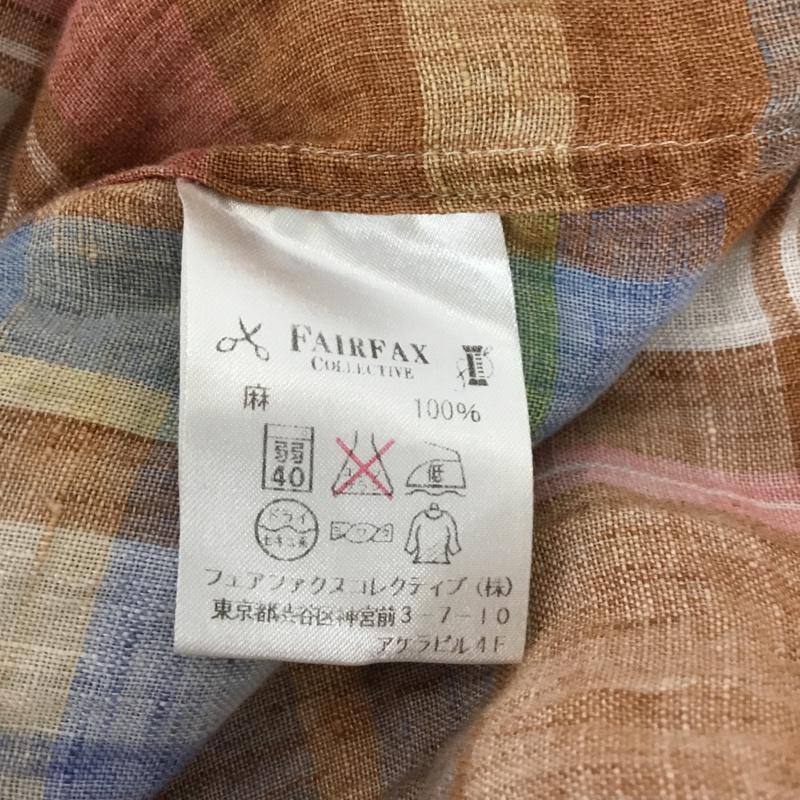 FAIRFAX
COLLECTIVE
麻 100%
弱
40
低
ドライ
セキユ系
フェアファクスコレクティブ（株）
東京都渋谷区神宮前3-7-10
アケラビル4F